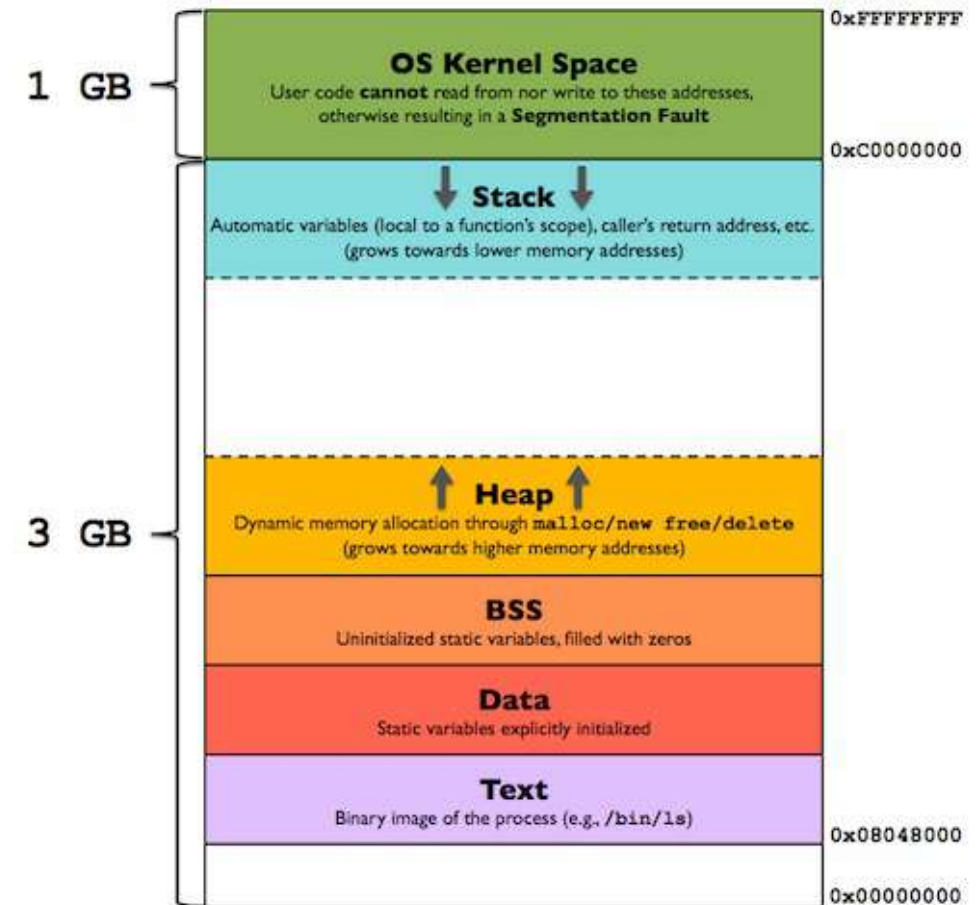 0xFFFFFFFF
OS Kernel Space
1 GB
User code cannot read from nor write to these addresses,
otherwise resulting in a Segmentation Fault
0xC0000000
Stack
Automatic variables (local to a function's scope), caller's return address, etc.
(grows towards lower memory addresses)
Heap
Dynamic memory allocation through malloc/new free/delete
3 GB
(grows towards higher memory addresses)
BSS
Uninitialized static variables, filled with zeros
Data
Static variables explicitly initialized
Text
Binary image of the process (e.g., /bin/ls)
0x08048000
0x00000000